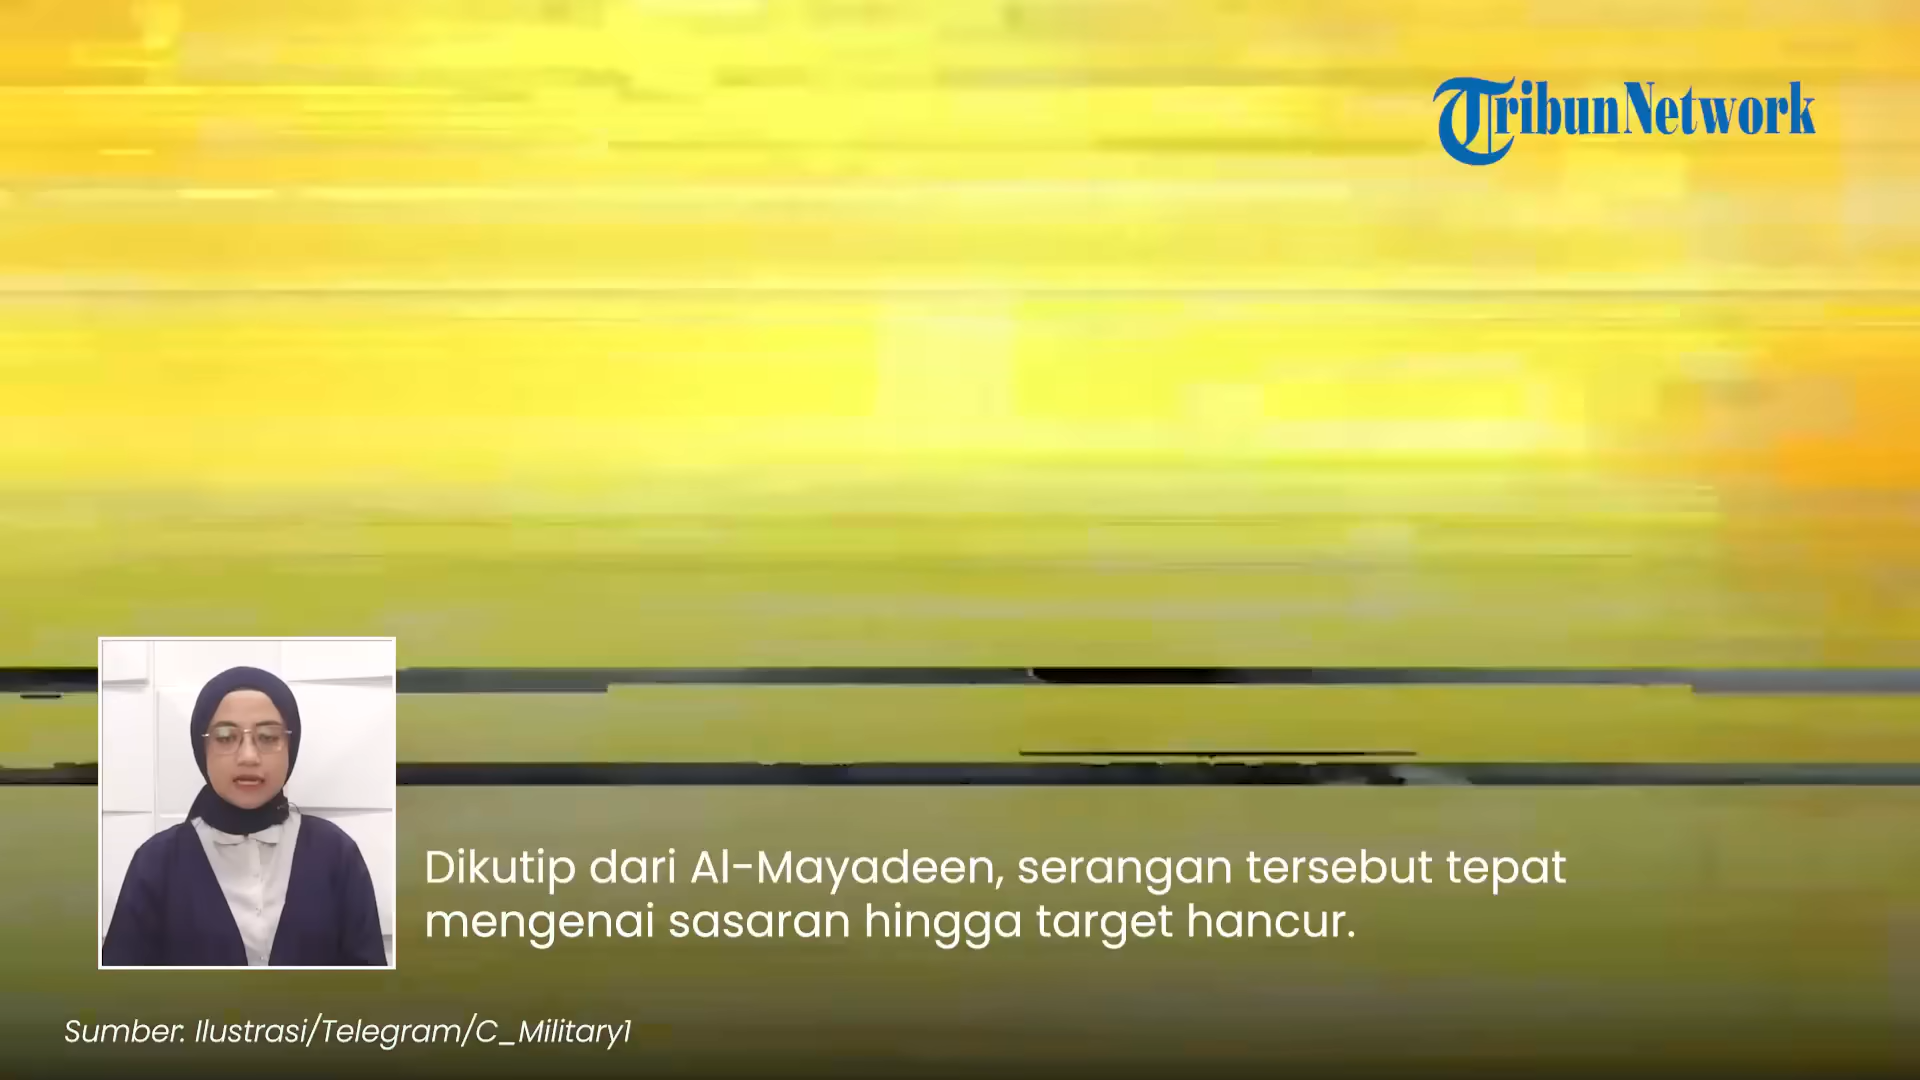 TribunNetwork
Dikutip dari Al-Mayadeen, serangan tersebut tepat
mengenai sasaran hingga target hancur.
Sumber: Ilustrasi/Telegram/C_Military1